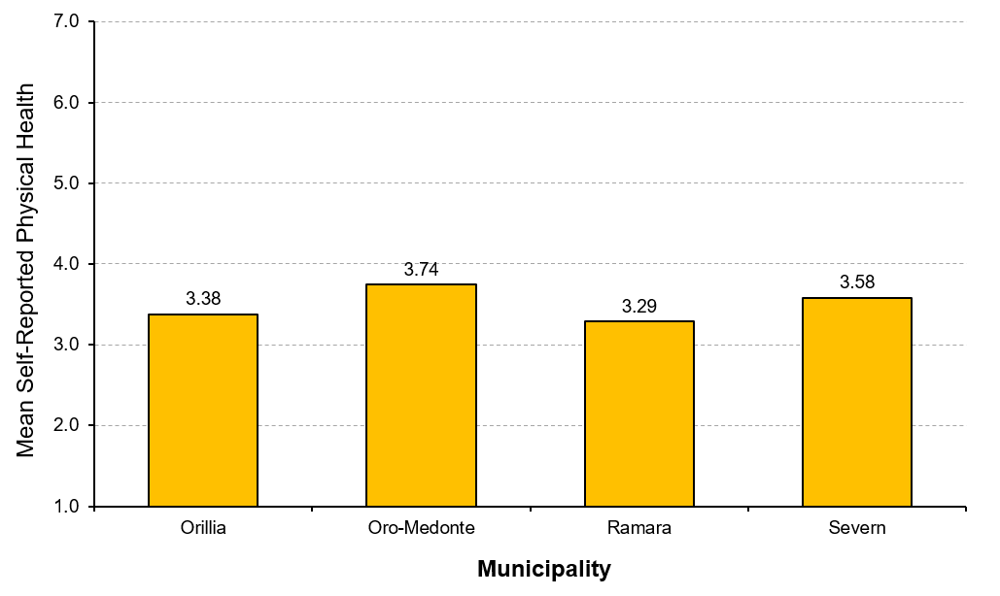 7.0
6.0
5.0
4.0
3.0
2.0
1.0
Mean Self-Reported Physical Health
3.38
3.74
3.29
3.58
Orillia
Oro-Medonte
Ramara
Severn
Municipality